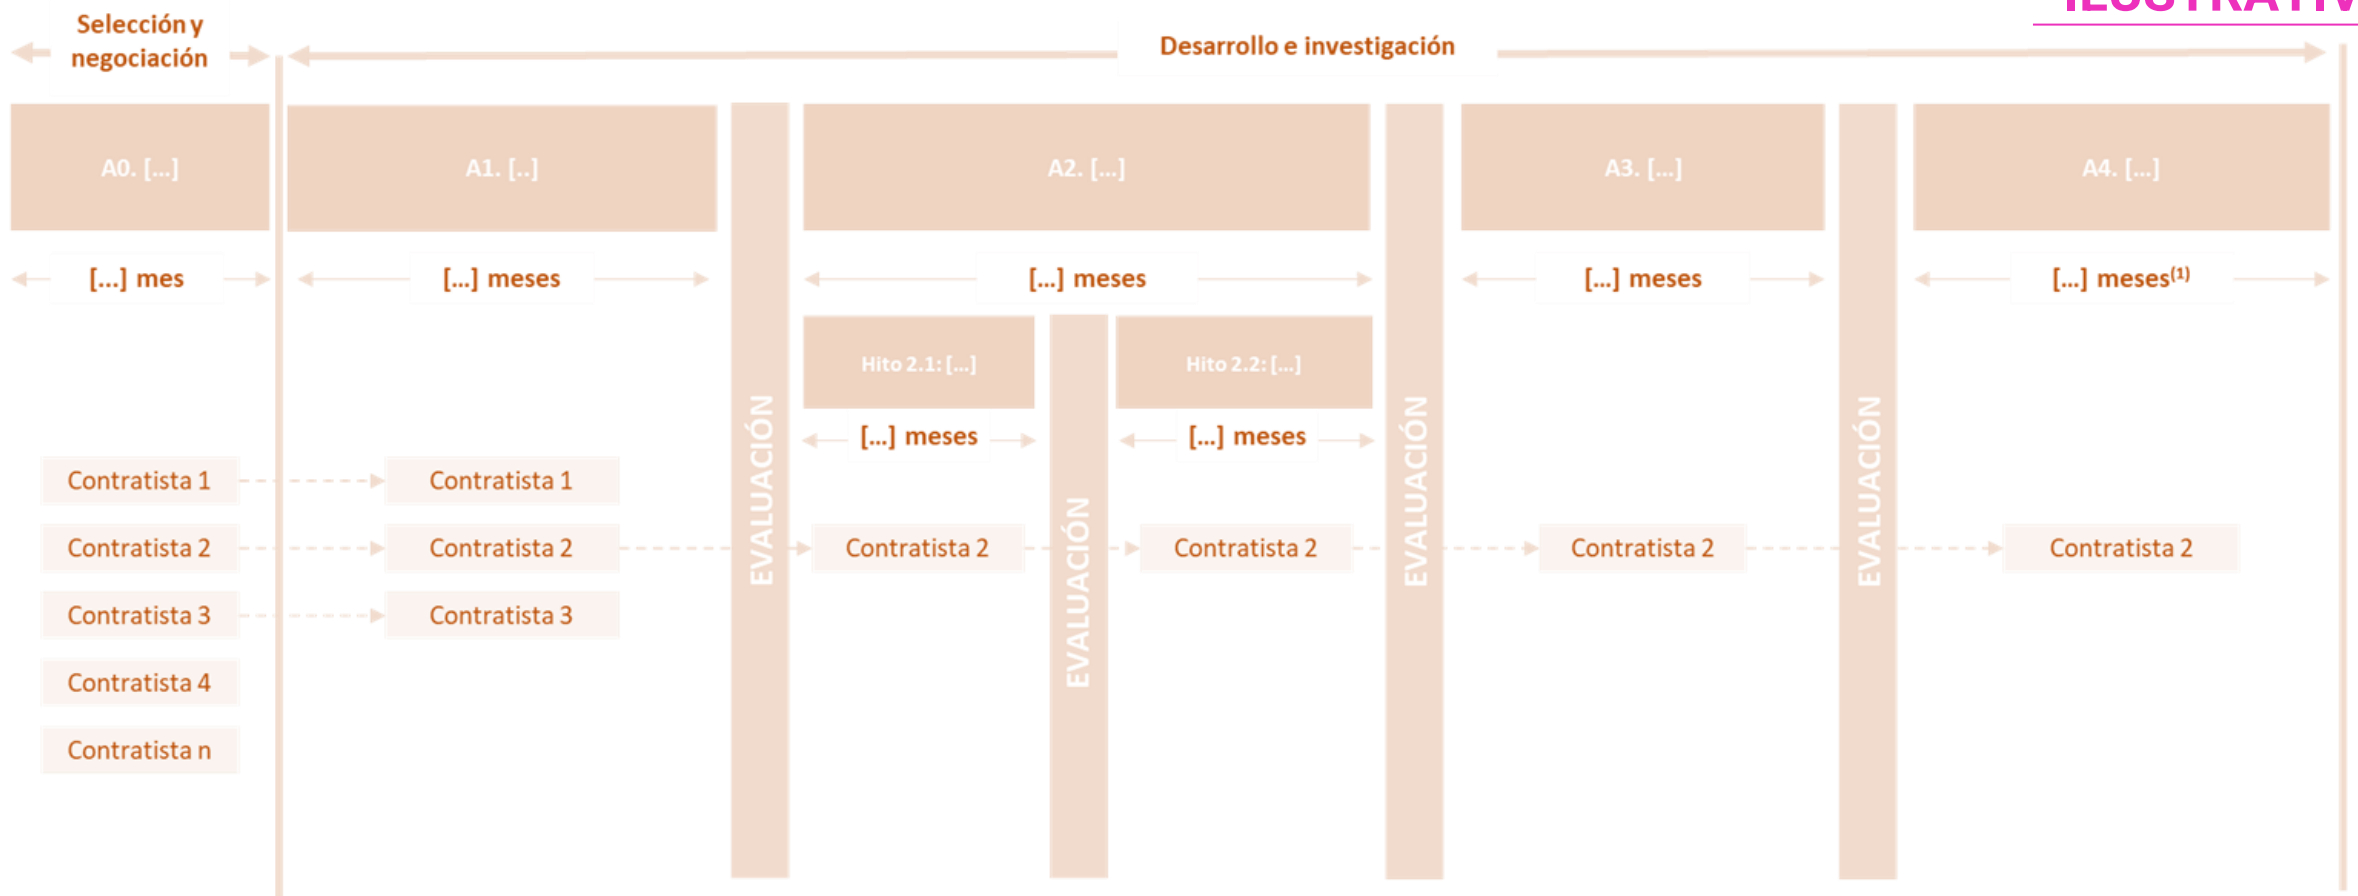 Selección y
negociación
Desarrollo e investigación
A0. [...]
A1. [..]
A2. [...]
A3. [...]
A4. [...]
[...] mes
[...] meses
[...] meses
[...] meses
[...] meses(1)
Hito 2.1: [...]
Hito 2.2: [...]
[...] meses
[...] meses
EVALUACIÓN
EVALUACIÓN
EVALUACIÓN
EVALUACIÓN
Contratista 1
Contratista 1
Contratista 2
Contratista 2
Contratista 2
Contratista 2
Contratista 2
Contratista 2
Contratista 3
Contratista 3
Contratista 4
Contratista n